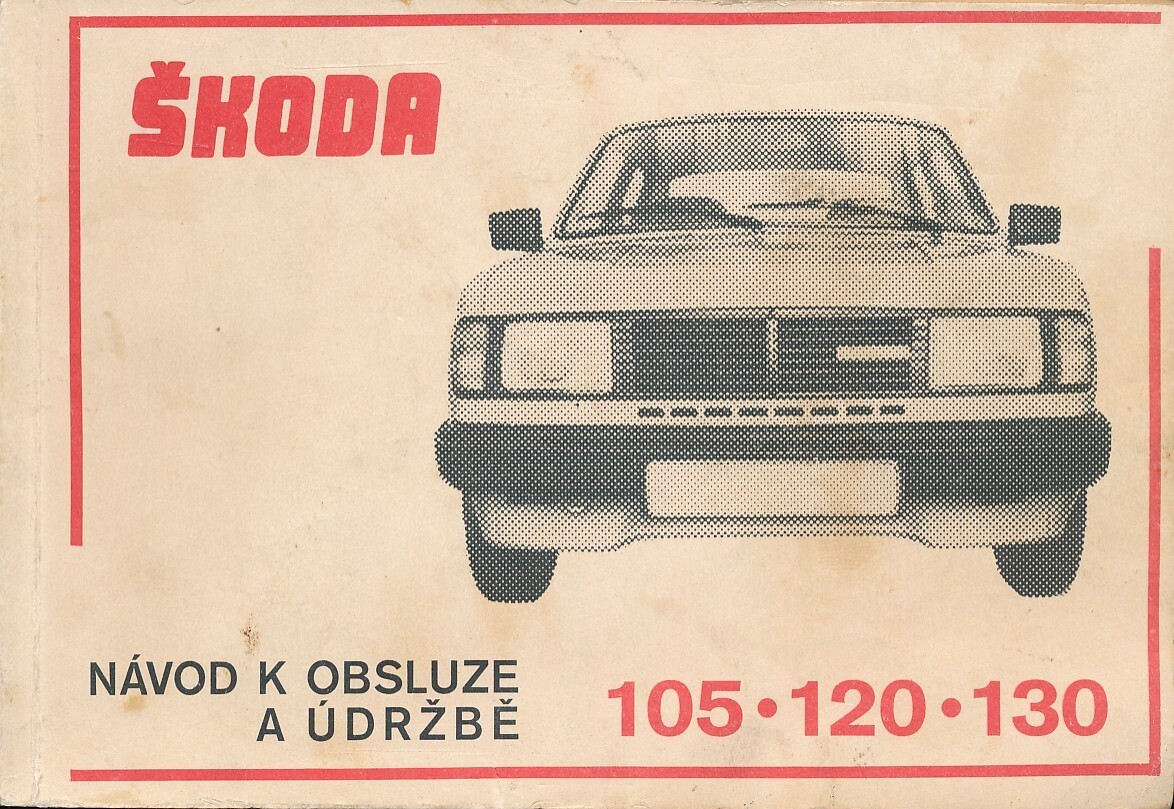 ŠKODA
NÁVOD K OBSLUZE
A ÚDRŽBĚ
105 • 120 • 130